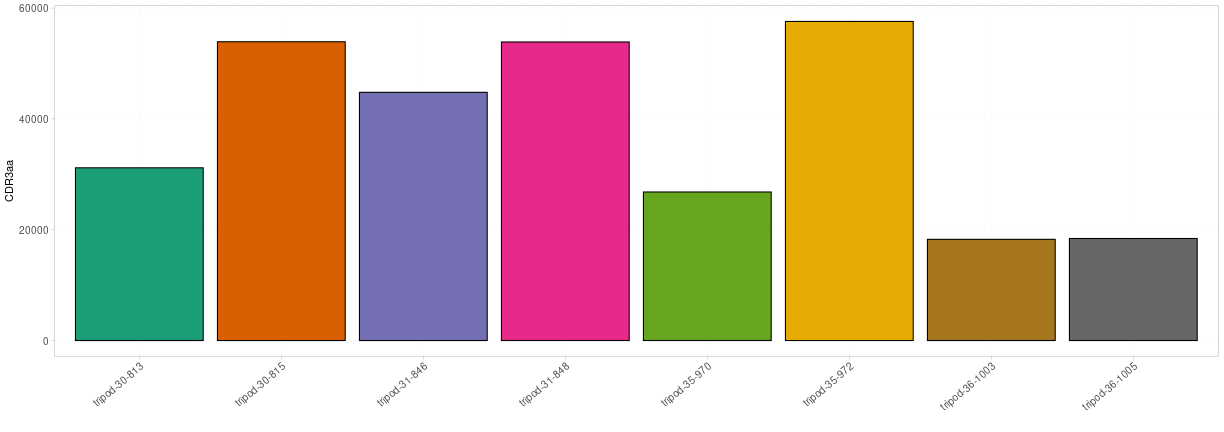 60000
40000
20000
0
CDR3aa
tripod-30-813
tripod-30-815
tripod-31-846
tripod-31-848
tripod-35-970
tripod-35-972
tripod-36-1003
tripod-36-1005